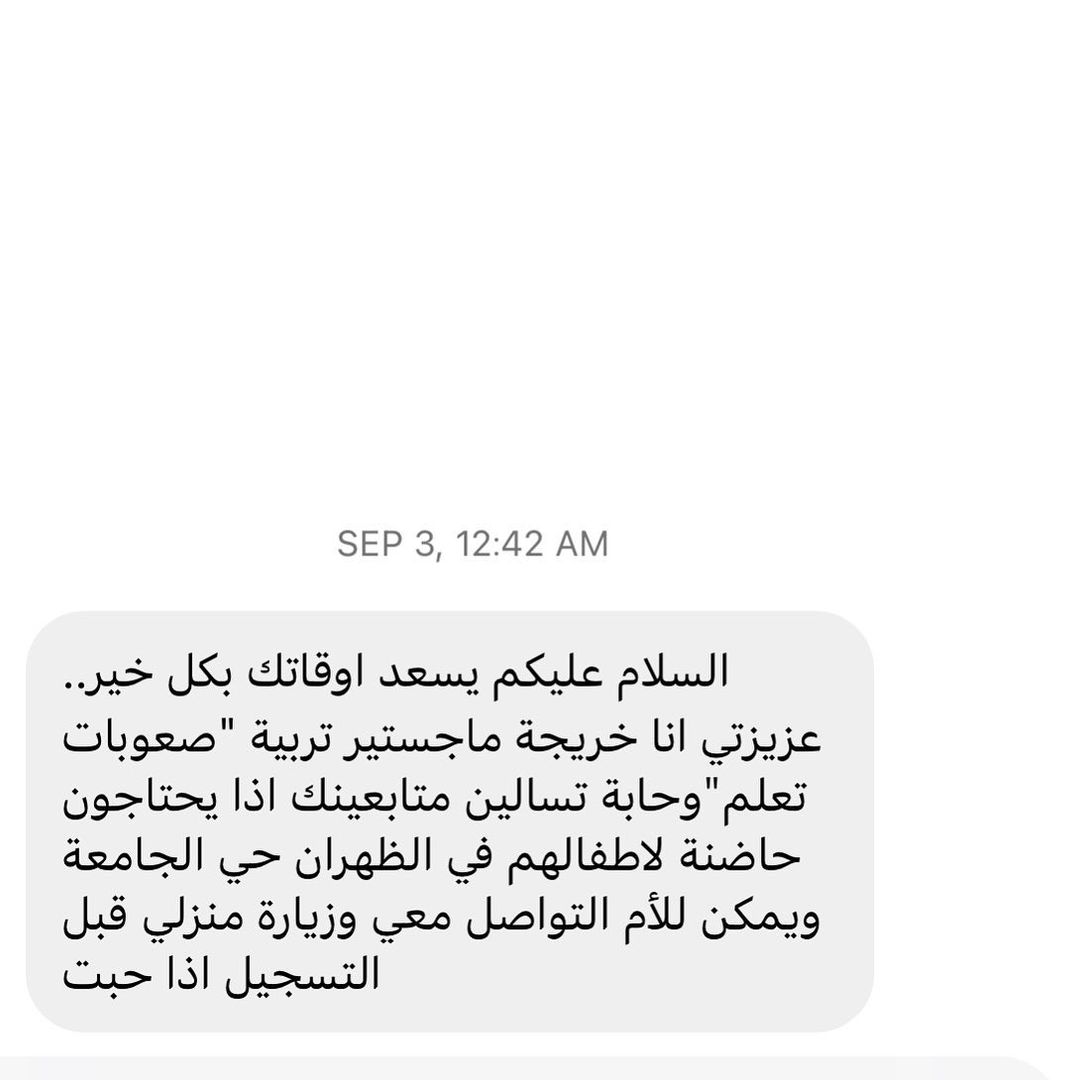 SEP 3, 12:42 AM
السلام عليكم يسعد اوقاتك بكل خير..
عزيزتي انا خريجة ماجستير تربية "صعوبات
تعلم"وحابة تسالين متابعينك اذا يحتاجون
حاضنة لاطفالهم في الظهران حي الجامعة
ويمكن للأم التواصل معي وزيارة منزلي قبل
التسجيل اذا حبت